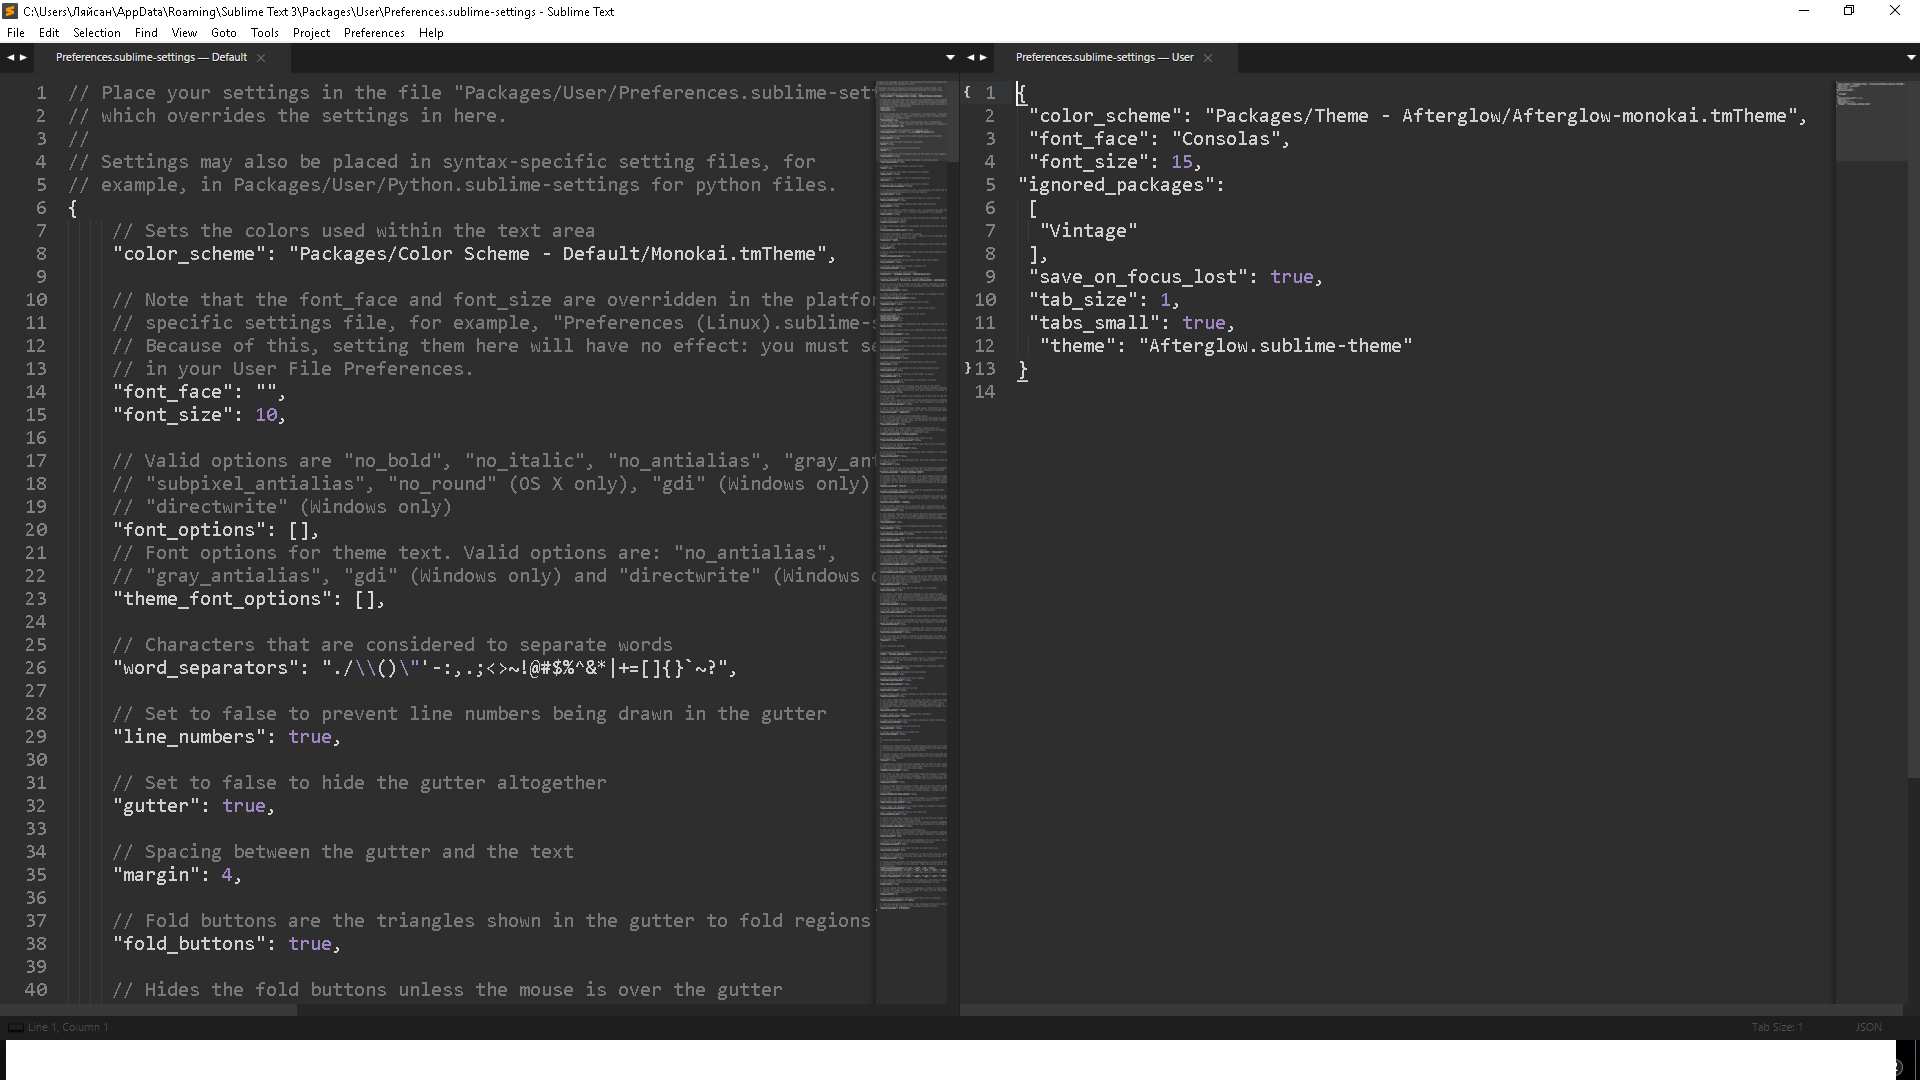 C:\Users\Ляйсан\AppData\Roaming\Sublime Text 3\Packages\User\Preferences.sublime-settings - Sublime Text
File Edit Selection Find View Goto Tools Project Preferences Help
Preferences.sublime-settings — Default
1 // Place your settings in the file "Packages/User/Preferences.sublime-set
2 // which overrides the settings in here.
3 //
4 // Settings may also be placed in syntax-specific setting files, for
5 // example, in Packages/User/Python.sublime-settings for python files.
6 {
7 // Sets the colors used within the text area
8 "color_scheme": "Packages/Color Scheme - Default/Monokai.tmTheme",
9
10 // Note that the font_face and font_size are overridden in the platfor
11 // specific settings file, for example, "Preferences (Linux).sublime-s
12 // Because of this, setting them here will have no effect: you must se
13 // in your User File Preferences.
14 "font_face": "",
15 "font_size": 10,
16
17 // Valid options are "no_bold", "no_italic", "no_antialias", "gray_ant
18 // "subpixel_antialias", "no_round" (OS X only), "gdi" (Windows only)
19 // "directwrite" (Windows only)
20 "font_options": [],
21 // Font options for theme text. Valid options are: "no_antialias",
22 // "gray_antialias", "gdi" (Windows only) and "directwrite" (Windows o
23 "theme_font_options": [],
24
25 // Characters that are considered to separate words
26 "word_separators": "./\\()\"'-:,.;<>~!@#$%^&*|+=[]{}`~?",
27
28 // Set to false to prevent line numbers being drawn in the gutter
29 "line_numbers": true,
30
31 // Set to false to hide the gutter altogether
32 "gutter": true,
33
34 // Spacing between the gutter and the text
35 "margin": 4,
36
37 // Fold buttons are the triangles shown in the gutter to fold regions
38 "fold_buttons": true,
39
40 // Hides the fold buttons unless the mouse is over the gutter
Preferences.sublime-settings — User
{ 1 {
2 "color_scheme": "Packages/Theme - Afterglow/Afterglow-monokai.tmTheme",
3 "font_face": "Consolas",
4 "font_size": 15,
5 "ignored_packages":
6 [
7 "Vintage"
8 ],
9 "save_on_focus_lost": true,
10 "tab_size": 1,
11 "tabs_small": true,
12 "theme": "Afterglow.sublime-theme"
} 13 }
14
Line 1, Column 1
Tab Size: 1
JSON